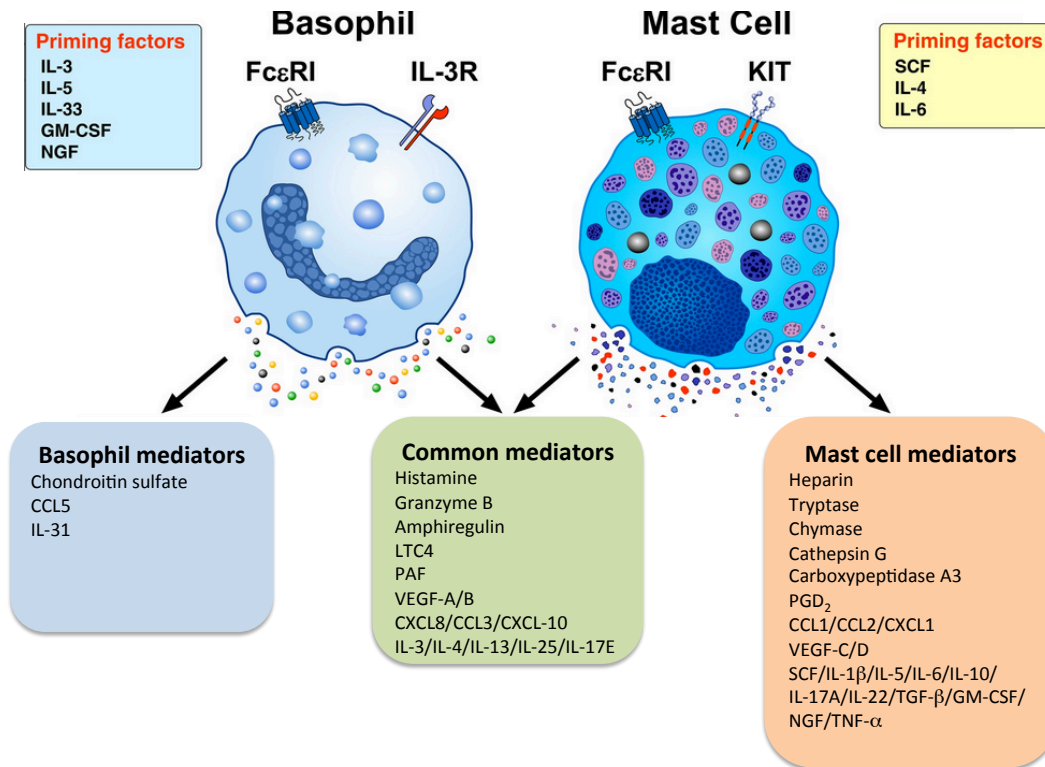 Basophil
Mast Cell
Priming factors
IL-3
IL-5
IL-33
GM-CSF
NGF
FcεRI
IL-3R
FcεRI
KIT
Priming factors
SCF
IL-4
IL-6
Basophil mediators
Chondroitin sulfate
CCL5
IL-31
Common mediators
Histamine
Granzyme B
Amphiregulin
LTC4
PAF
VEGF-A/B
CXCL8/CCL3/CXCL-10
IL-3/IL-4/IL-13/IL-25/IL-17E
Mast cell mediators
Heparin
Tryptase
Chymase
Cathepsin G
Carboxypeptidase A3
PGD₂
CCL1/CCL2/CXCL1
VEGF-C/D
SCF/IL-1β/IL-5/IL-6/IL-10/
IL-17A/IL-22/TGF-β/GM-CSF/
NGF/TNF-α